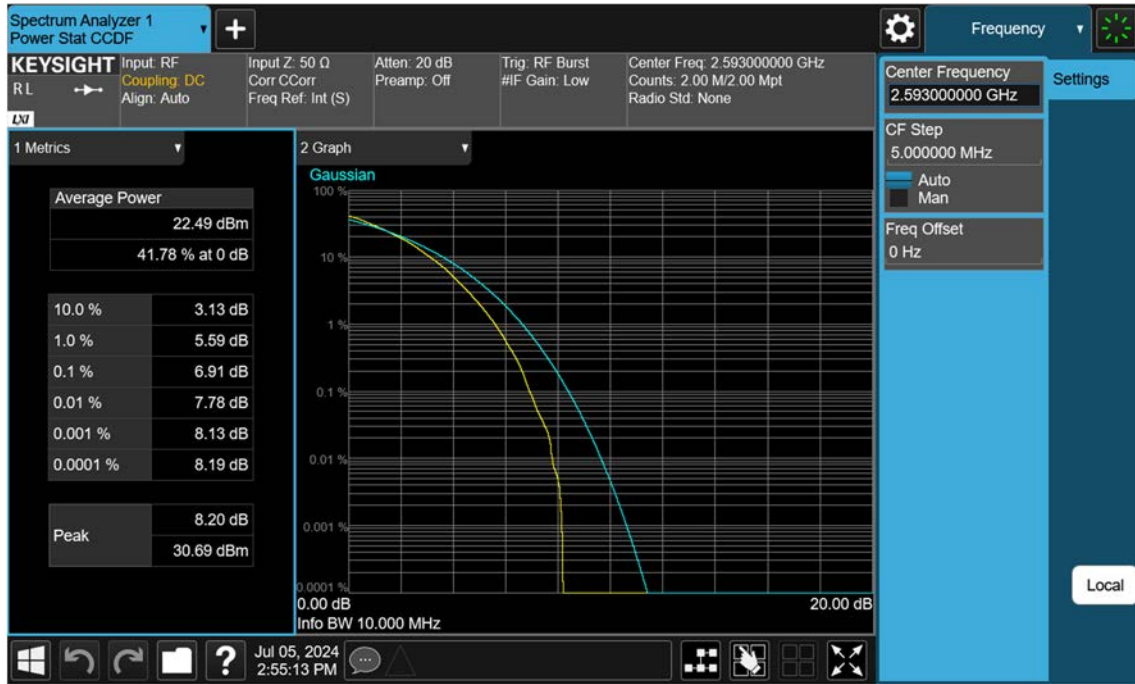 Spectrum Analyzer 1
Power Stat CCDF
+
Frequency
KEYSIGHT
R L
LXI
Input: RF
Coupling: DC
Align: Auto
Input Z: 50 Ω
Corr CCorr
Freq Ref: Int (S)
Atten: 20 dB
Preamp: Off
Trig: RF Burst
#IF Gain: Low
Center Freq: 2.593000000 GHz
Counts: 2.00 M/2.00 Mpt
Radio Std: None
Center Frequency
2.593000000 GHz
Settings
CF Step
5.000000 MHz
Auto
Man
Freq Offset
0 Hz
Local
1 Metrics
Average Power
22.49 dBm
41.78 % at 0 dB
10.0 % 3.13 dB
1.0 % 5.59 dB
0.1 % 6.91 dB
0.01 % 7.78 dB
0.001 % 8.13 dB
0.0001 % 8.19 dB
Peak
8.20 dB
30.69 dBm
2 Graph
Gaussian
100 %
10 %
1 %
0.1 %
0.01 %
0.001 %
0.0001 %
0.00 dB 20.00 dB
Info BW 10.000 MHz
?
Jul 05, 2024
2:55:13 PM